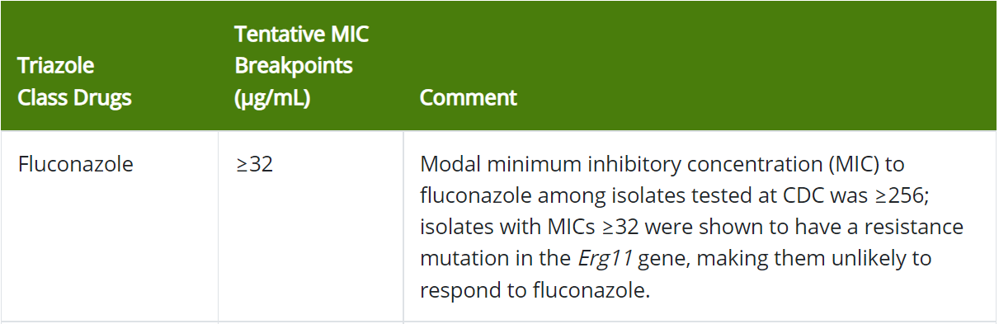 Triazole
Class Drugs
Tentative MIC
Breakpoints
(µg/mL)
Comment
Fluconazole
≥32
Modal minimum inhibitory concentration (MIC) to
fluconazole among isolates tested at CDC was ≥256;
isolates with MICs ≥32 were shown to have a resistance
mutation in the Erg11 gene, making them unlikely to
respond to fluconazole.